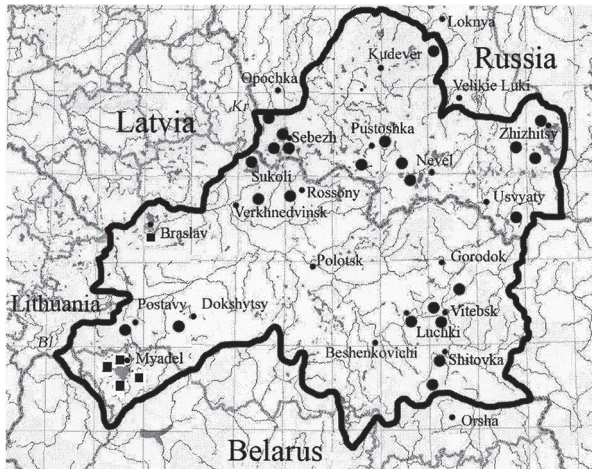 Loknya
Kudever
Russia
Opochka
Velikie Luki
Kr
Latvia
Sebezh
Pustoshka
Zhizhitsy
Nevel
Sukoli
Rossony
Usvyaty
Verkhnedvinsk
Braslav
Polotsk
Gorodok
Lithuania
Postavy
Dokshytsy
Vitebsk
Luchki
Bl
Myadel
Beshenkovichi
Shitovka
Orsha
Belarus